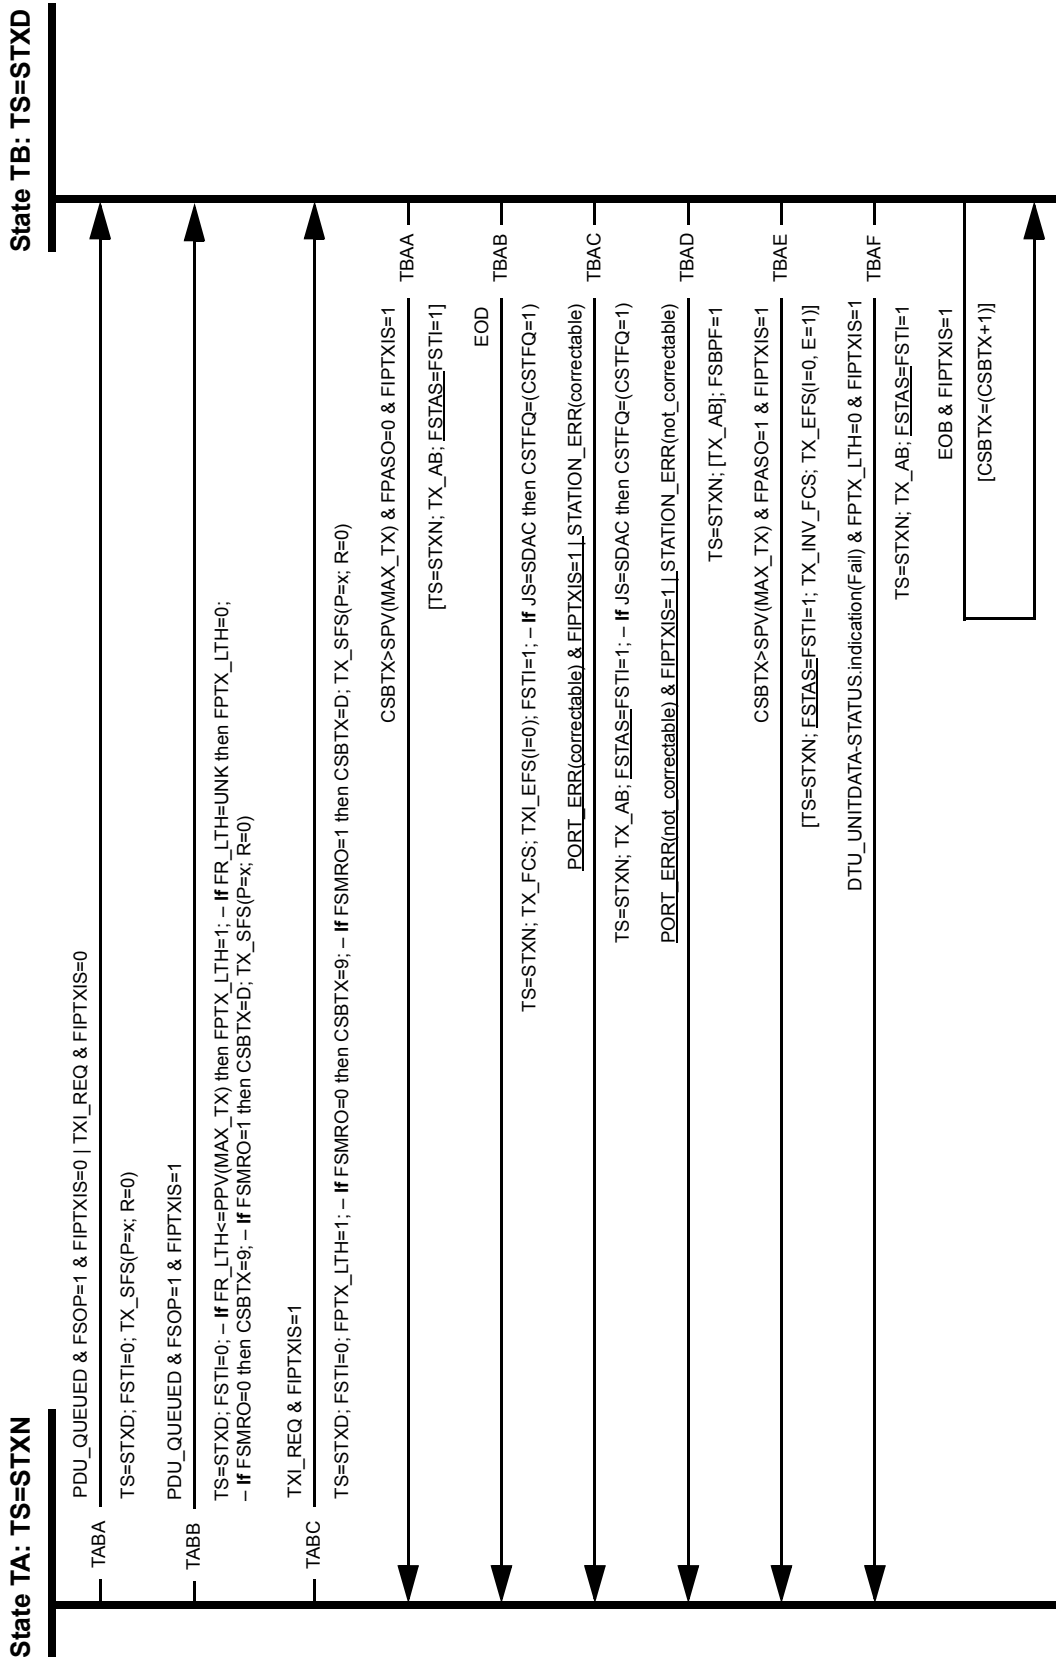 State TA: TS=STXN
State TB: TS=STXD
TABA
PDU_QUEUED & FSOP=1 & FIPTXIS=0 | TXI_REQ & FIPTXIS=0
TS=STXD; FSTI=0; TX_SFS(P=x; R=0)
TABB
PDU_QUEUED & FSOP=1 & FIPTXIS=1
TS=STXD; FSTI=0; – If FR_LTH<=PPV(MAX_TX) then FPTX_LTH=1; – If FR_LTH=UNK then FPTX_LTH=0;
– If FSMRO=0 then CSBTX=9; – If FSMRO=1 then CSBTX=D; TX_SFS(P=x; R=0)
TABC
TXI_REQ & FIPTXIS=1
TS=STXD; FSTI=0; FPTX_LTH=1; – If FSMRO=0 then CSBTX=9; – If FSMRO=1 then CSBTX=D; TX_SFS(P=x; R=0)
CSBTX>SPV(MAX_TX) & FPASO=0 & FIPTXIS=1
TBAA
[TS=STXN; TX_AB; FSTAS=FSTI=1]
EOD
TBAB
TS=STXN; TX_FCS; TXI_EFS(I=0); FSTI=1; – If JS=SDAC then CSTFQ=(CSTFQ=1)
PORT_ERR(correctable) & FIPTXIS=1 | STATION_ERR(correctable)
TBAC
TS=STXN; TX_AB; FSTAS=FSTI=1; – If JS=SDAC then CSTFQ=(CSTFQ=1)
PORT_ERR(not_correctable) & FIPTXIS=1 | STATION_ERR(not_correctable)
TBAD
TS=STXN; [TX_AB]; FSBPF=1
CSBTX>SPV(MAX_TX) & FPASO=1 & FIPTXIS=1
TBAE
[TS=STXN; FSTAS=FSTI=1; TX_INV_FCS; TX_EFS(I=0, E=1)]
DTU_UNITDATA-STATUS.indication(Fail) & FPTX_LTH=0 & FIPTXIS=1
TBAF
TS=STXN; TX_AB; FSTAS=FSTI=1
EOB & FIPTXIS=1
[CSBTX=(CSBTX+1)]